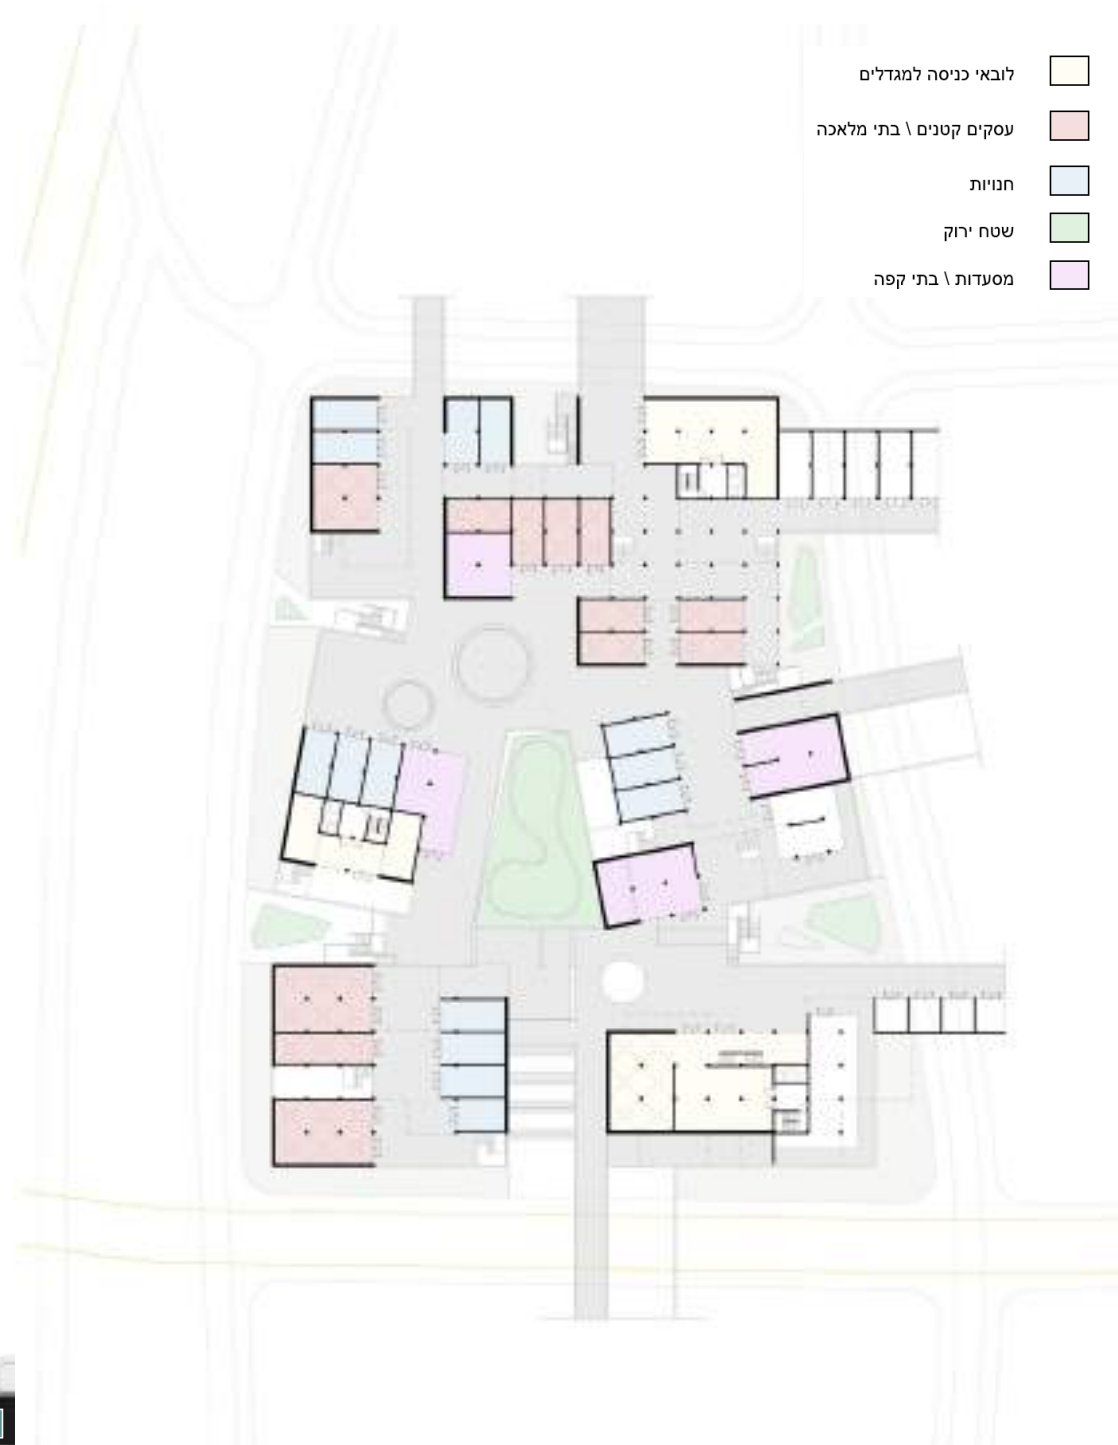 לובאי כניסה למגדלים
עסקים קטנים \ בתי מלאכה
חנויות
שטח ירוק
מסעדות \ בתי קפה